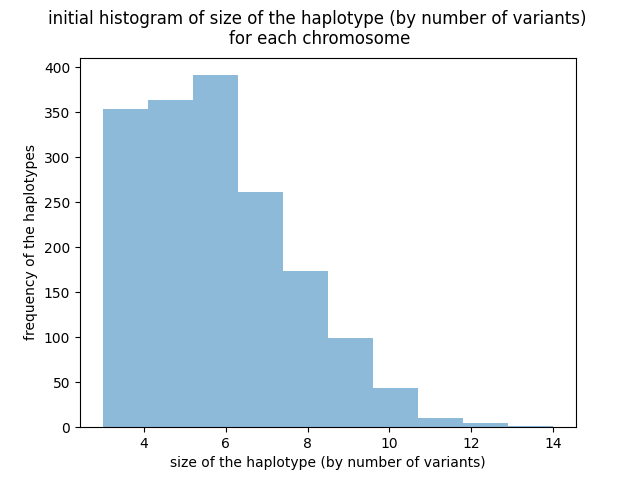 initial histogram of size of the haplotype (by number of variants)
for each chromosome
frequency of the haplotypes
400
350
300
250
200
150
100
50
0
4 6 8 10 12 14
size of the haplotype (by number of variants)